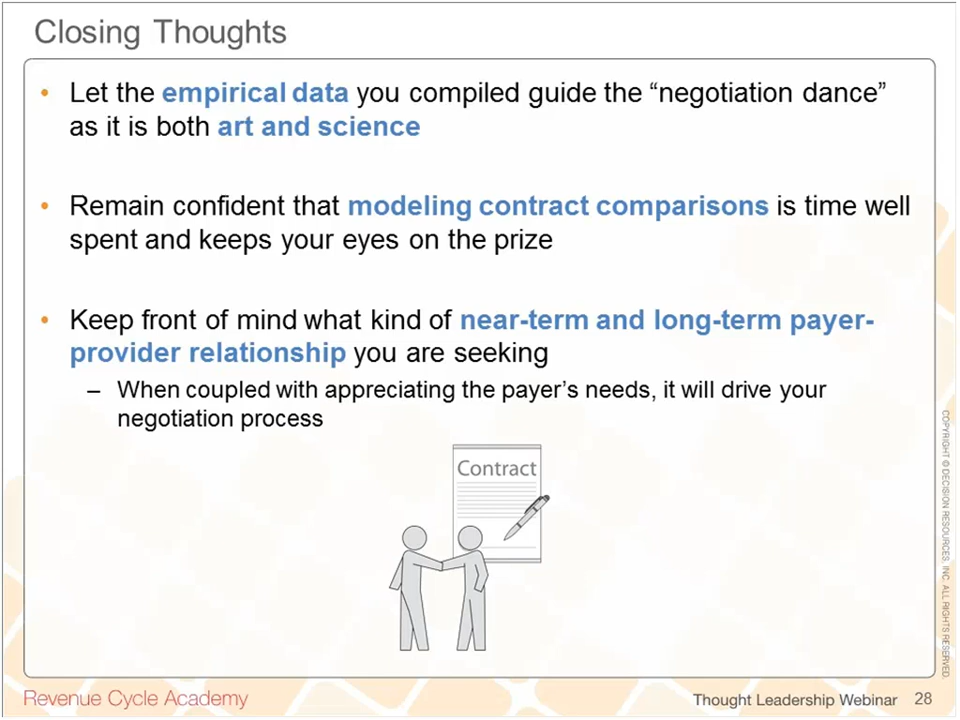 Closing Thoughts
• Let the empirical data you compiled guide the “negotiation dance”
as it is both art and science
• Remain confident that modeling contract comparisons is time well
spent and keeps your eyes on the prize
• Keep front of mind what kind of near-term and long-term payer-
provider relationship you are seeking
– When coupled with appreciating the payer’s needs, it will drive your
negotiation process
Contract
COPYRIGHT © DECISION RESOURCES, INC. ALL RIGHTS RESERVED.
Revenue Cycle Academy
Thought Leadership Webinar 28